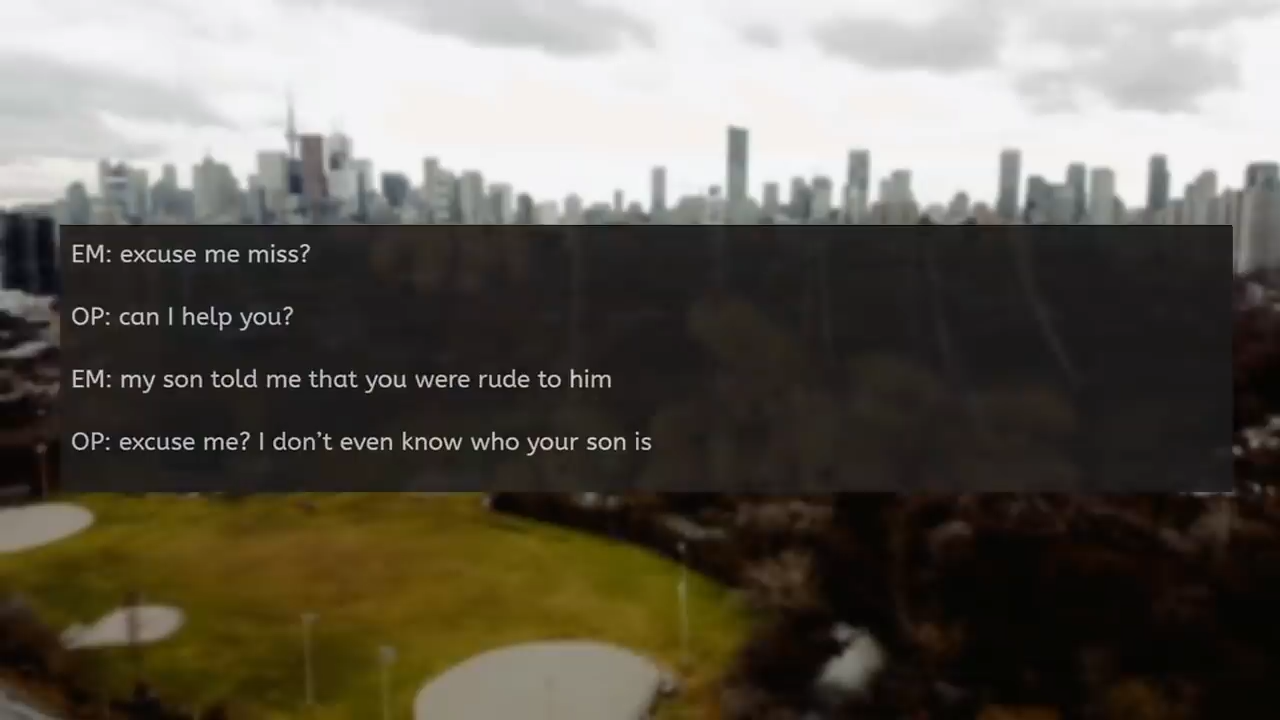 EM: excuse me miss?
OP: can I help you?
EM: my son told me that you were rude to him
OP: excuse me? I don’t even know who your son is